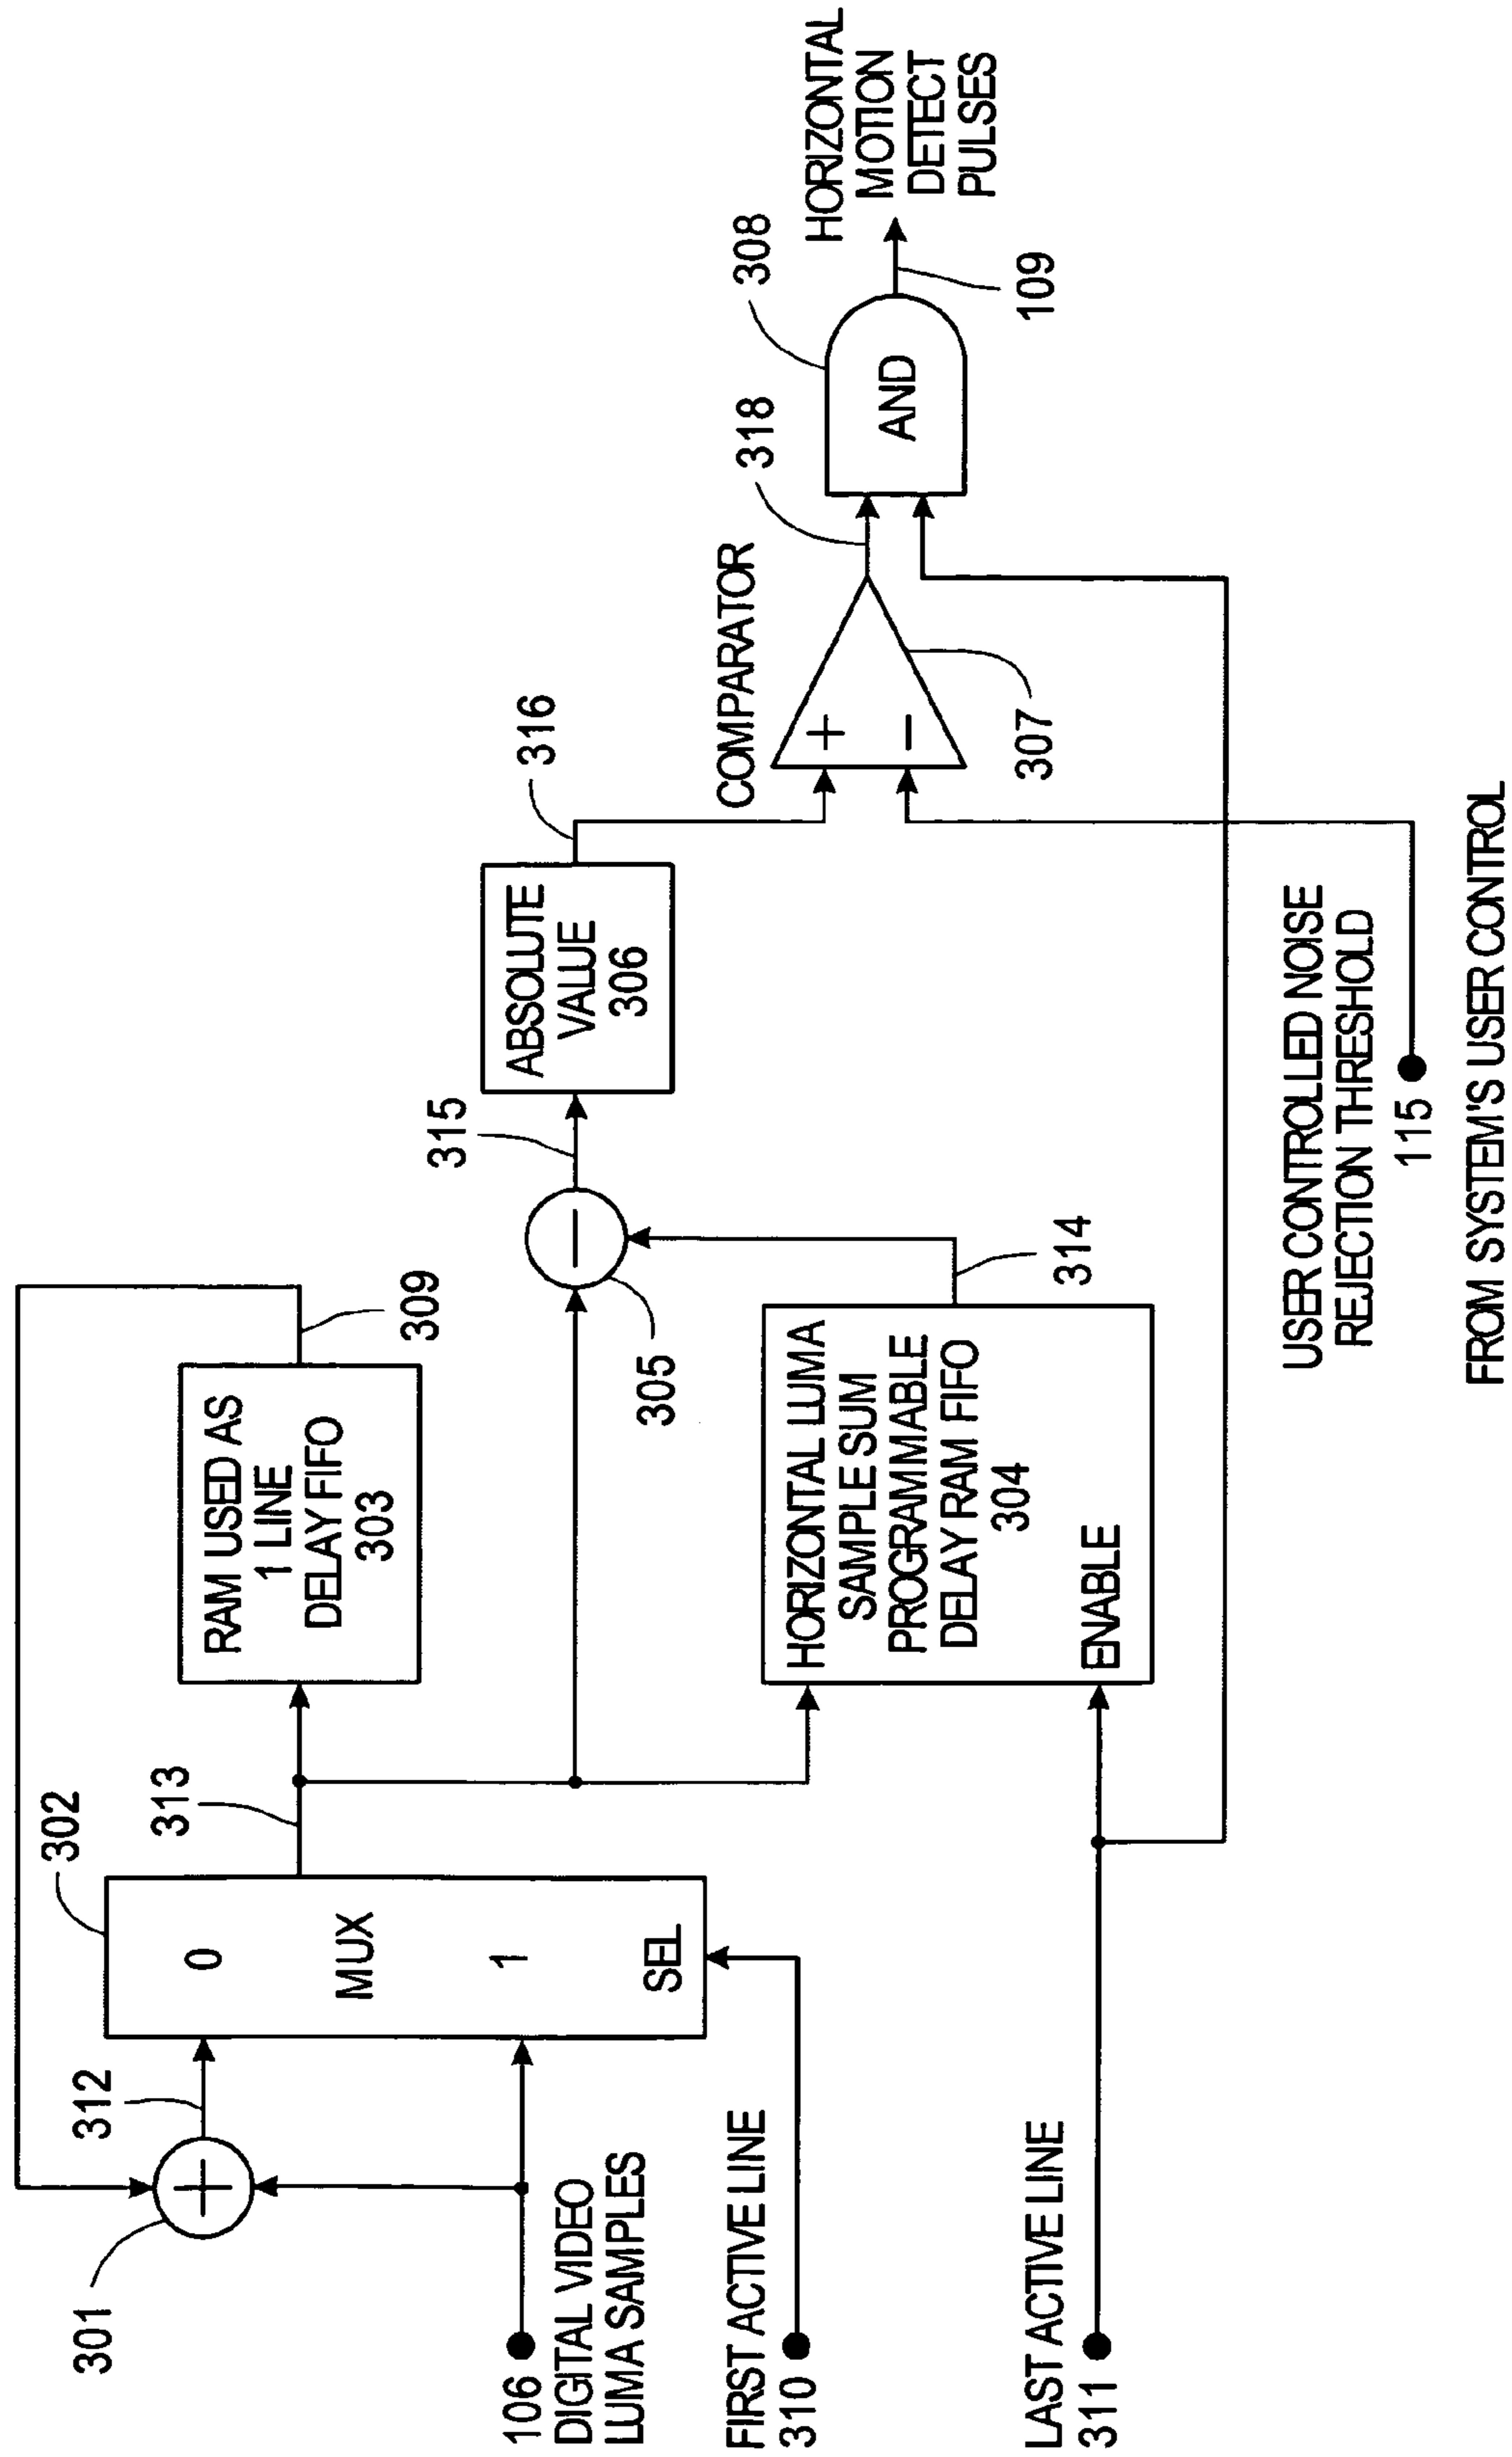 301
312
302
0
MUX
1
SEL
313
RAM USED AS
1 LINE
DELAY FIFO
303
309
106
DIGITAL VIDEO
LUMA SAMPLES
FIRST ACTIVE LINE
310
LAST ACTIVE LINE
311
HORIZONTAL LUMA
SAMPLE SUM
PROGRAMMABLE
DELAY RAM FIFO
304
ENABLE
314
305
315
ABSOLUTE
VALUE
306
316
COMPARATOR
+
−
307
318
308
AND
109
HORIZONTAL
MOTION
DETECT
PULSES
USER CONTROLLED NOISE
REJECTION THRESHOLD
115
FROM SYSTEM'S USER CONTROL